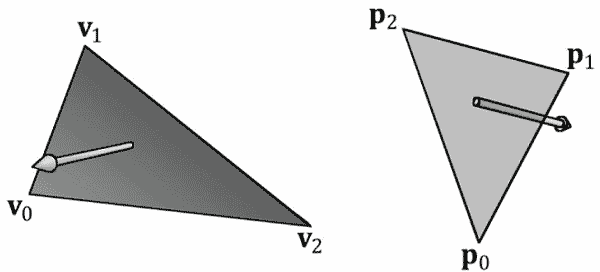 v₁
v₀
v₂
p₂
p₁
p₀